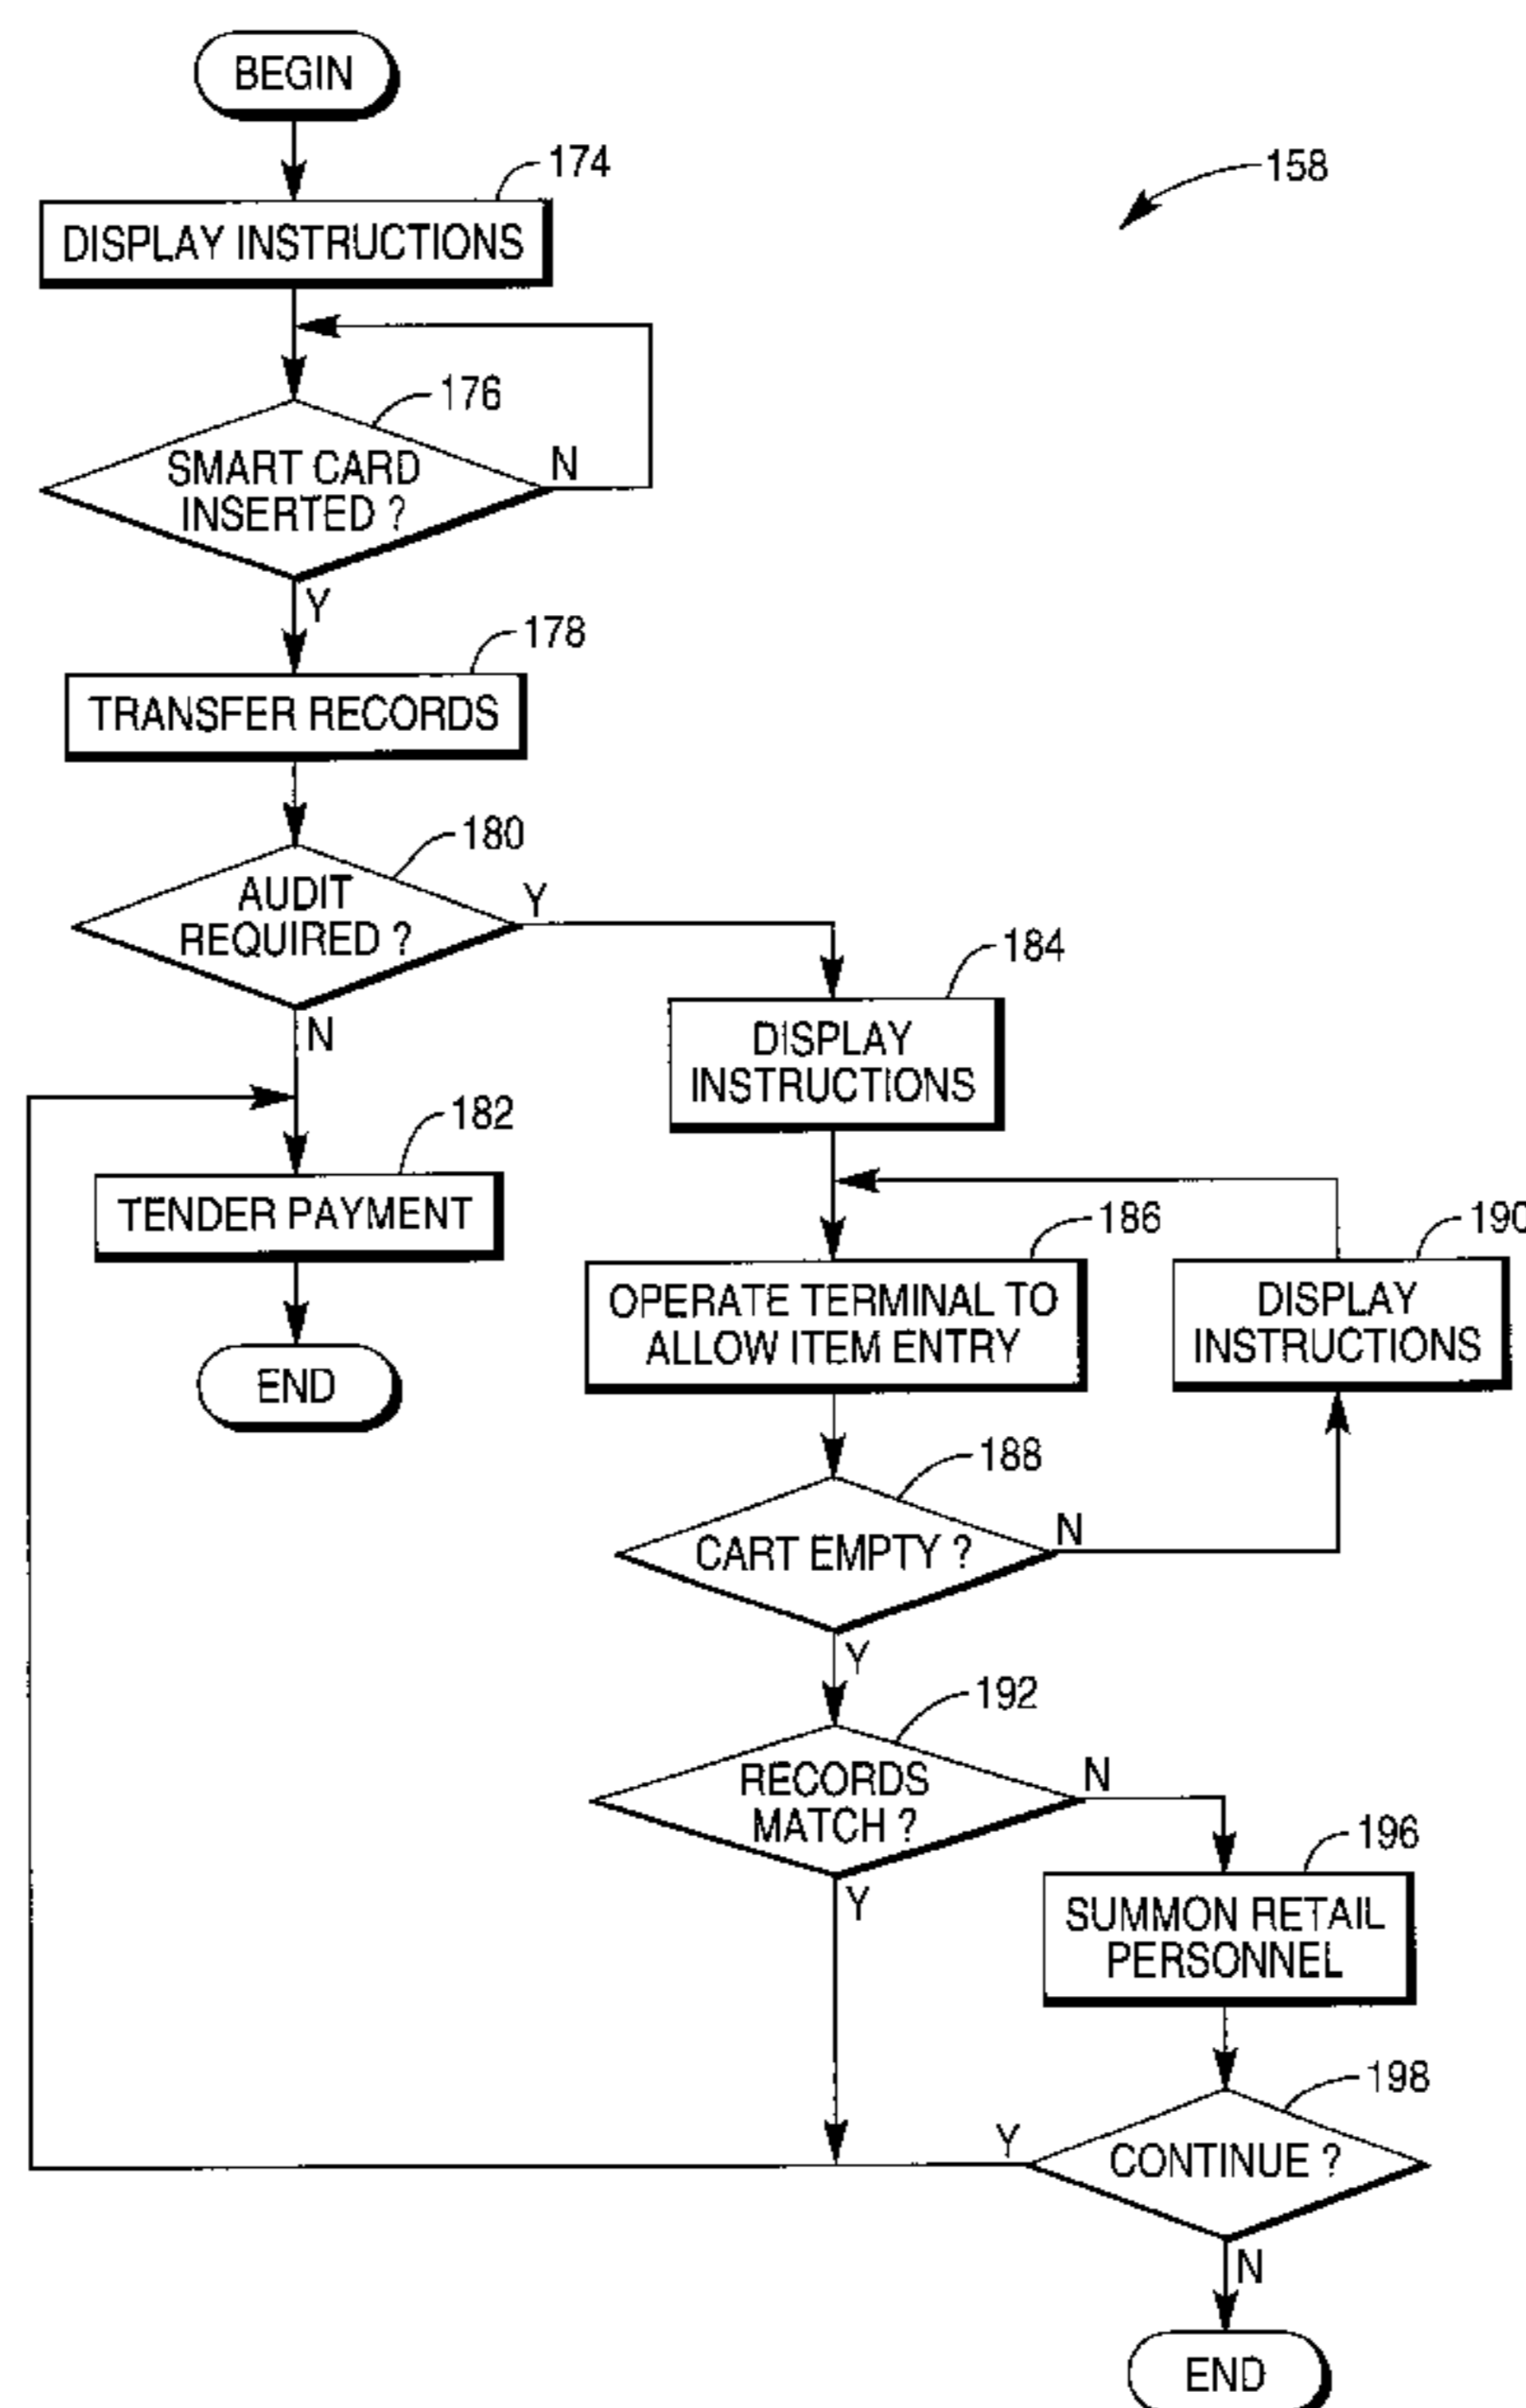 BEGIN
174
158
DISPLAY INSTRUCTIONS
176
SMART CARD
INSERTED ?
N
Y
178
TRANSFER RECORDS
180
AUDIT
REQUIRED ?
Y
N
184
DISPLAY
INSTRUCTIONS
182
TENDER PAYMENT
END
186
OPERATE TERMINAL TO
ALLOW ITEM ENTRY
190
DISPLAY
INSTRUCTIONS
188
CART EMPTY ?
N
Y
192
RECORDS
MATCH ?
N
Y
196
SUMMON RETAIL
PERSONNEL
198
CONTINUE ?
Y
N
END